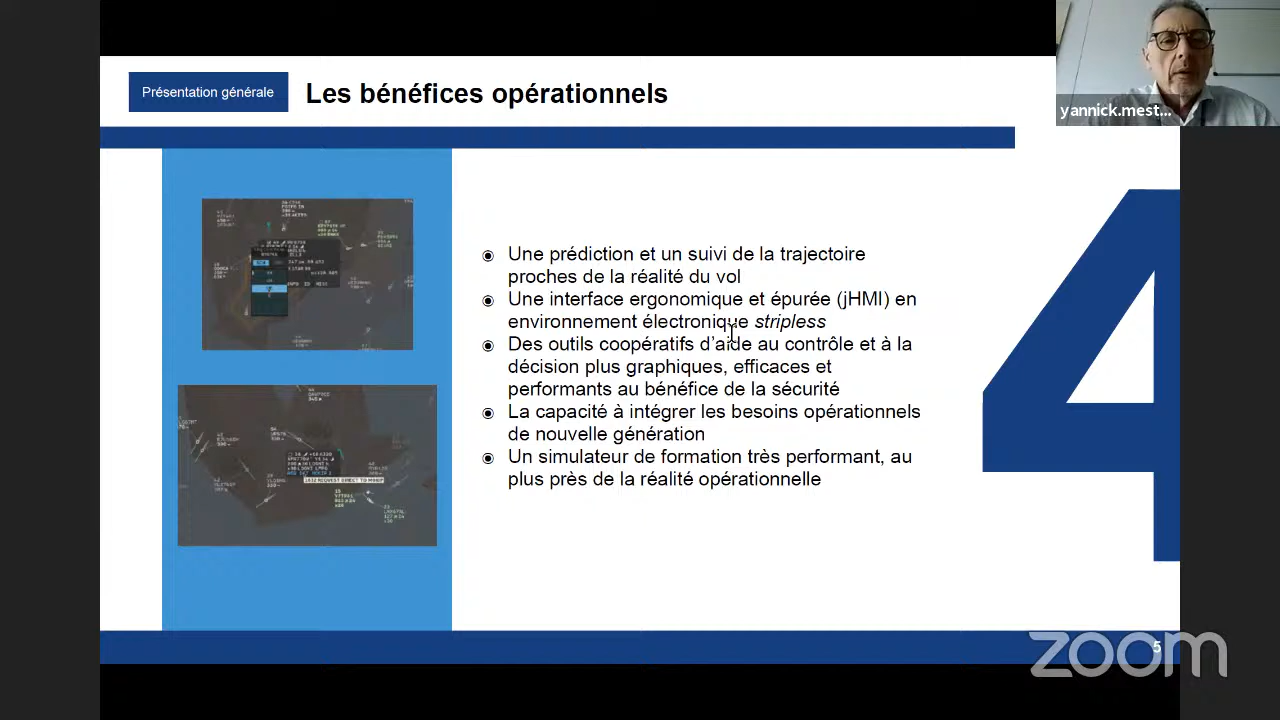 Présentation générale
Les bénéfices opérationnels
yannick.mest...
Une prédiction et un suivi de la trajectoire
proches de la réalité du vol
Une interface ergonomique et épurée (jHMI) en
environnement électronique stripless
Des outils coopératifs d'aide au contrôle et à la
décision plus graphiques, efficaces et
performants au bénéfice de la sécurité
La capacité à intégrer les besoins opérationnels
de nouvelle génération
Un simulateur de formation très performant, au
plus près de la réalité opérationnelle
4
5
zoom